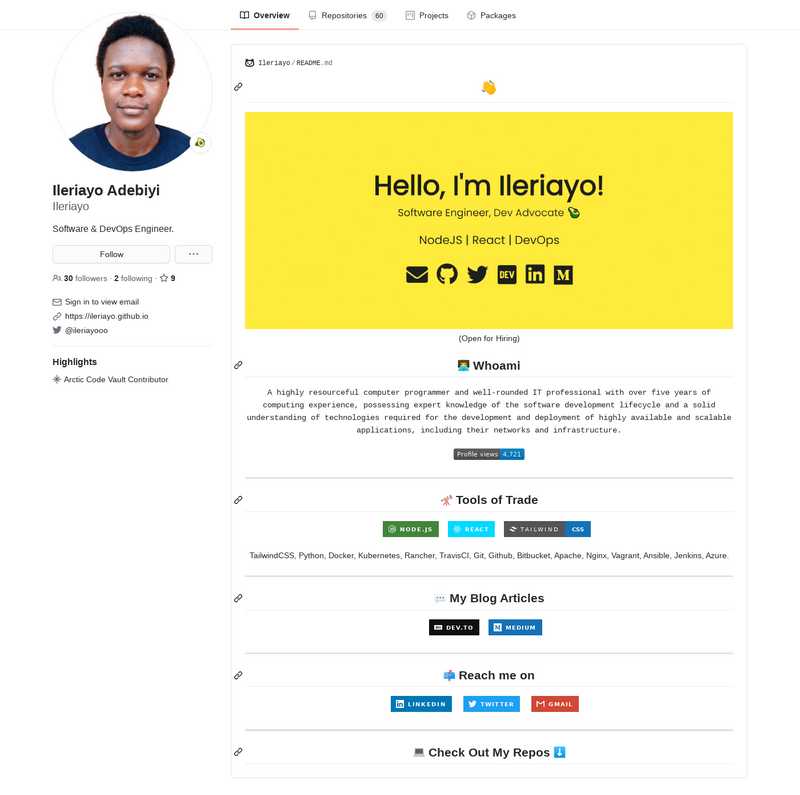 Overview
Repositories 60
Projects
Packages
Ileriayo Adebiyi
Ileriayo
Software & DevOps Engineer.
Follow
30 followers · 2 following · 9
Sign in to view email
https://ileriayo.github.io
@ileriayooo
Highlights
Arctic Code Vault Contributor
Ileriayo/README.md
Hello, I'm Ileriayo!
Software Engineer, Dev Advocate
NodeJS | React | DevOps
DEV
(Open for Hiring)
Whoami
A highly resourceful computer programmer and well-rounded IT professional with over five years of
computing experience, possessing expert knowledge of the software development lifecycle and a solid
understanding of technologies required for the development and deployment of highly available and scalable
applications, including their networks and infrastructure.
Profile views 4,721
Tools of Trade
NODE.JS REACT TAILWIND CSS
TailwindCSS, Python, Docker, Kubernetes, Rancher, TravisCI, Git, Github, Bitbucket, Apache, Nginx, Vagrant, Ansible, Jenkins, Azure.
My Blog Articles
DEV.TO MEDIUM
Reach me on
LINKEDIN TWITTER GMAIL
Check Out My Repos